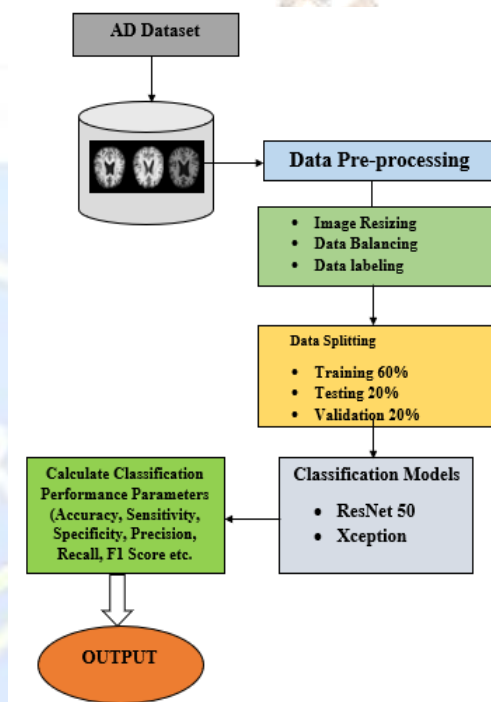 AD Dataset
Data Pre-processing
• Image Resizing
• Data Balancing
• Data labeling
Data Splitting
• Training 60%
• Testing 20%
• Validation 20%
Classification Models
• ResNet 50
• Xception
Calculate Classification
Performance Parameters
(Accuracy, Sensitivity,
Specificity, Precision,
Recall, F1 Score etc.
OUTPUT